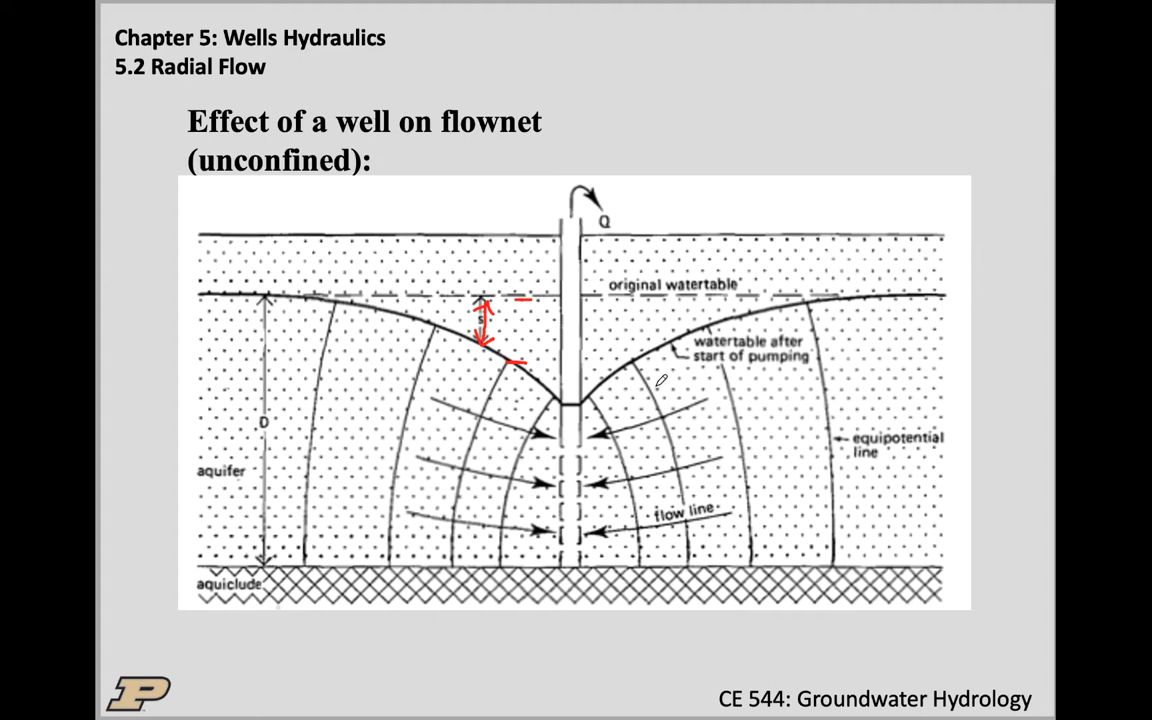 Chapter 5: Wells Hydraulics
5.2 Radial Flow
Effect of a well on flownet
(unconfined):
Q
original watertable
s
watertable after
start of pumping
D
equipotential
line
aquifer
flow line
aquiclude
P
CE 544: Groundwater Hydrology